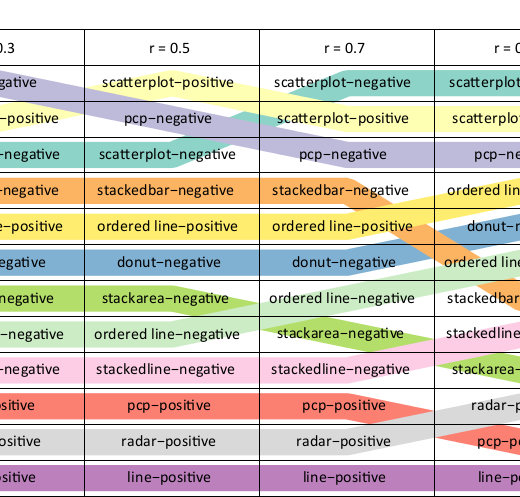 0.3 r = 0.5 r = 0.7 r = 0
gative scatterplot–positive scatterplot–negative scatterplo
–positive pcp–negative scatterplot–positive scatterplo
–negative scatterplot–negative pcp–negative pcp–ne
–negative stackedbar–negative stackedbar–negative ordered lin
e–positive ordered line–positive ordered line–positive donut–n
egative donut–negative donut–negative ordered line
negative stackarea–negative ordered line–negative stackedbar
–negative ordered line–negative stackarea–negative stackedline
–negative stackedline–negative stackedline–negative stackarea–
sitive pcp–positive pcp–positive radar–p
ositive radar–positive radar–positive pcp–po
sitive line–positive line–positive line–po